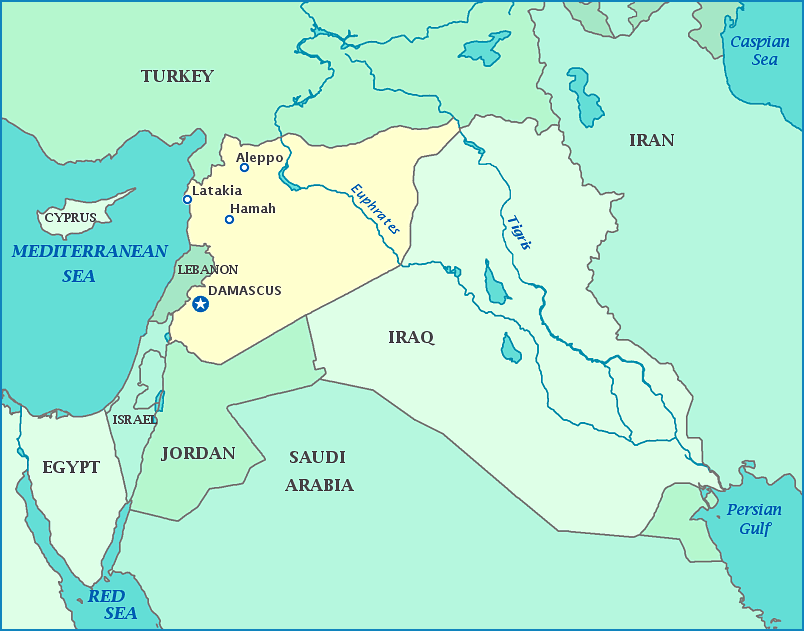 TURKEY
Caspian
Sea
IRAN
Aleppo
Latakia
Hamah
Euphrates
Tigris
CYPRUS
MEDITERRANEAN
SEA
LEBANON
DAMASCUS
IRAQ
ISRAEL
JORDAN
SAUDI
ARABIA
EGYPT
Persian
Gulf
RED
SEA